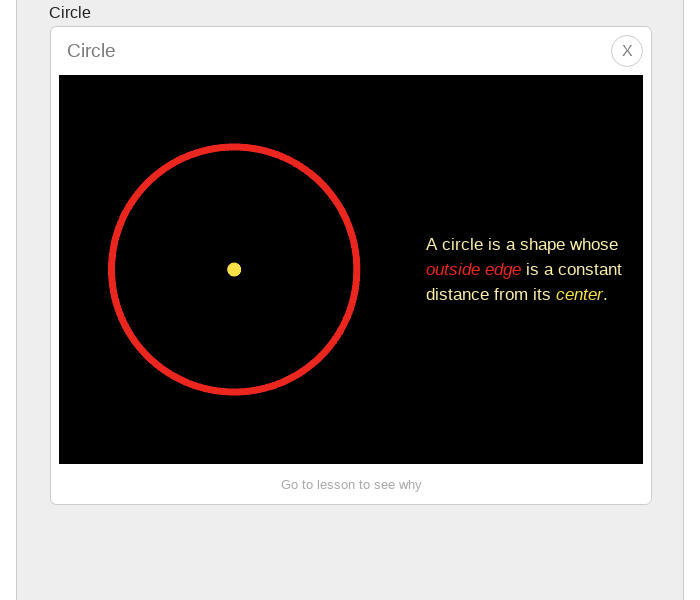 Circle
Circle
X
A circle is a shape whose
outside edge is a constant
distance from its center.
Go to lesson to see why